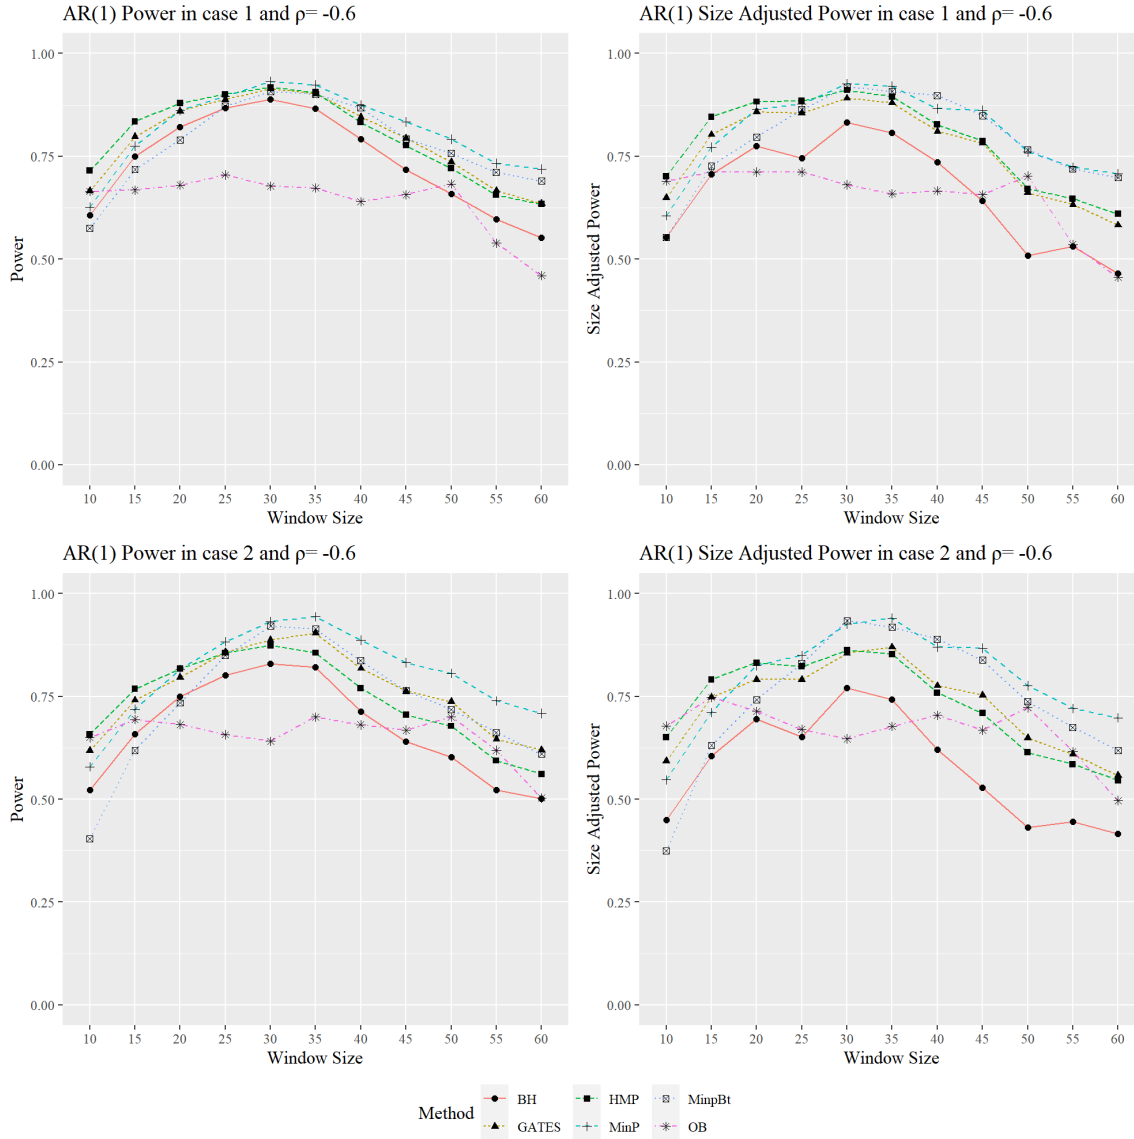 AR(1) Power in case 1 and ρ= -0.6
1.00
0.75
0.50
0.25
0.00
Power
10 15 20 25 30 35 40 45 50 55 60
Window Size
AR(1) Size Adjusted Power in case 1 and ρ= -0.6
1.00
0.75
0.50
0.25
0.00
Size Adjusted Power
10 15 20 25 30 35 40 45 50 55 60
Window Size
AR(1) Power in case 2 and ρ= -0.6
1.00
0.75
0.50
0.25
0.00
Power
10 15 20 25 30 35 40 45 50 55 60
Window Size
AR(1) Size Adjusted Power in case 2 and ρ= -0.6
1.00
0.75
0.50
0.25
0.00
Size Adjusted Power
10 15 20 25 30 35 40 45 50 55 60
Window Size
Method
BH HMP MinpBt
GATES MinP OB